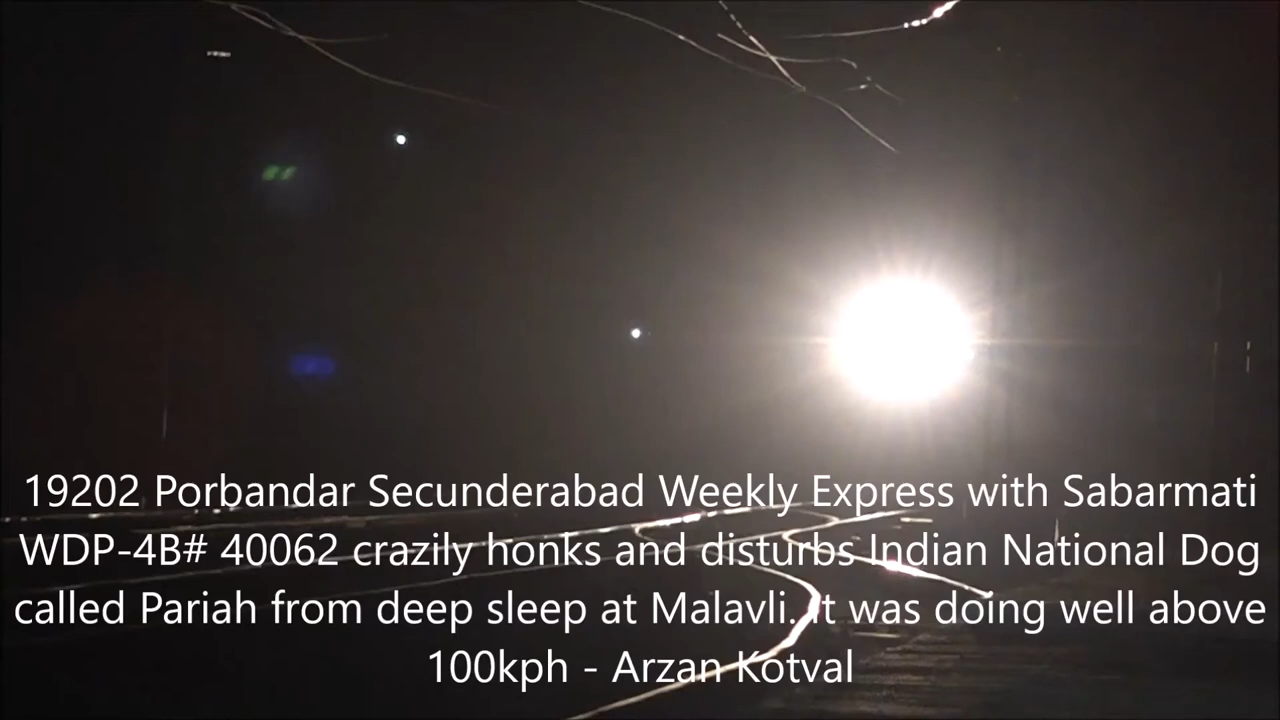 19202 Porbandar Secunderabad Weekly Express with Sabarmati
WDP-4B# 40062 crazily honks and disturbs Indian National Dog
called Pariah from deep sleep at Malavli. It was doing well above
100kph - Arzan Kotval